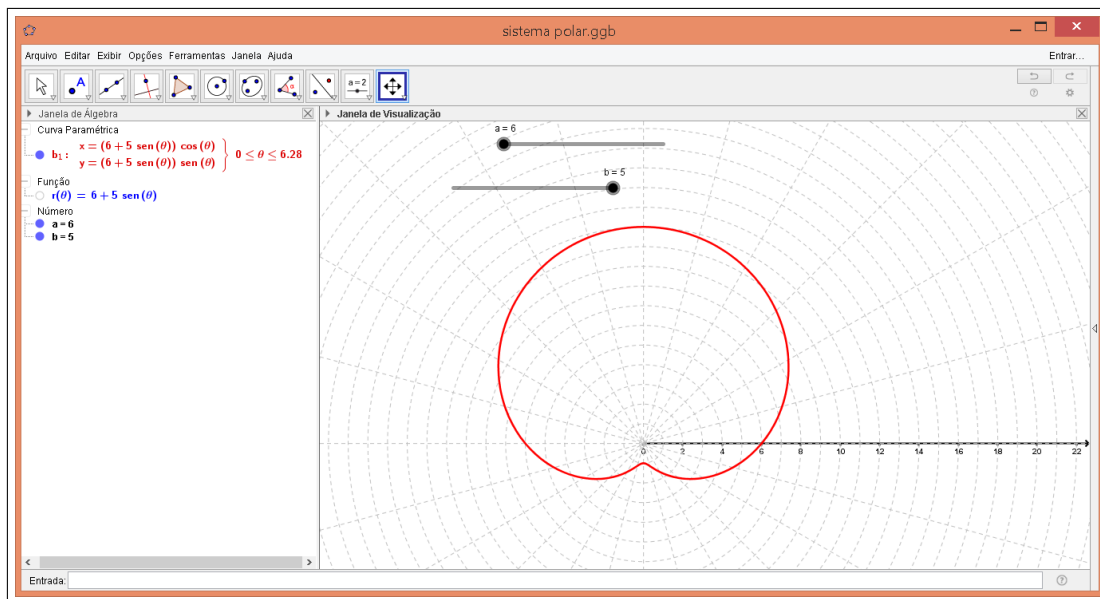 sistema polar.ggb
Arquivo Editar Exibir Opções Ferramentas Janela Ajuda
Entrar...
A
a=2
Janela de Álgebra
Janela de Visualização
Curva Paramétrica
b₁ : x = (6 + 5 sen (θ)) cos (θ)
y = (6 + 5 sen (θ)) sen (θ)
} 0 ≤ θ ≤ 6.28
Função
r(θ) = 6 + 5 sen (θ)
Número
a = 6
b = 5
a = 6
b = 5
0 2 4 6 8 10 12 14 16 18 20 22
Entrada: